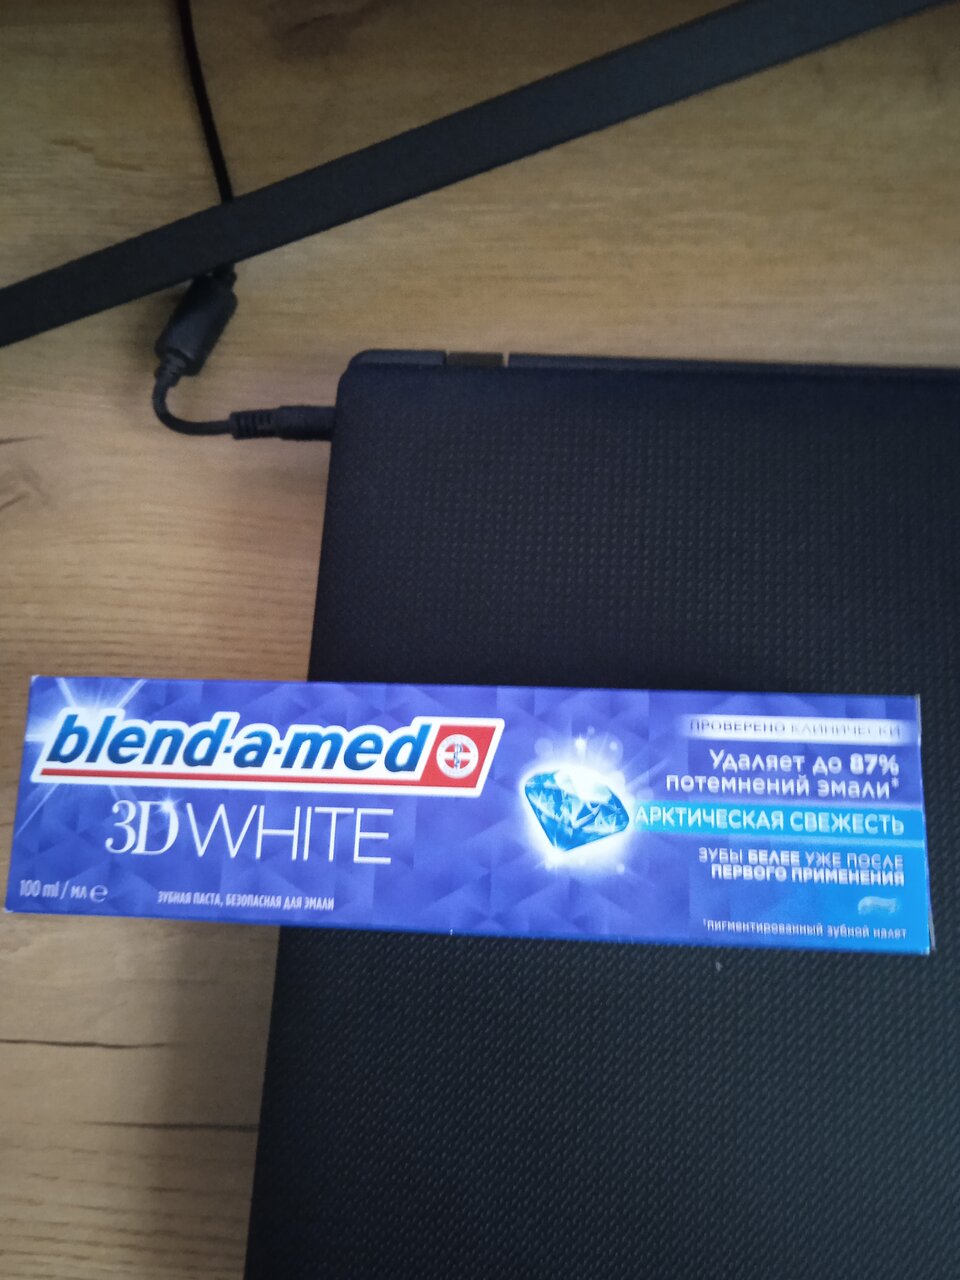 blend-a-med
3D WHITE
100 ml / мл e
ЗУБНАЯ ПАСТА, БЕЗОПАСНАЯ ДЛЯ ЭМАЛИ
ПРОВЕРЕНО КЛИНИЧЕСКИ
Удаляет до 87%
потемнений эмали*
АРКТИЧЕСКАЯ СВЕЖЕСТЬ
ЗУБЫ БЕЛЕЕ УЖЕ ПОСЛЕ
ПЕРВОГО ПРИМЕНЕНИЯ
*пигментированный зубной налет